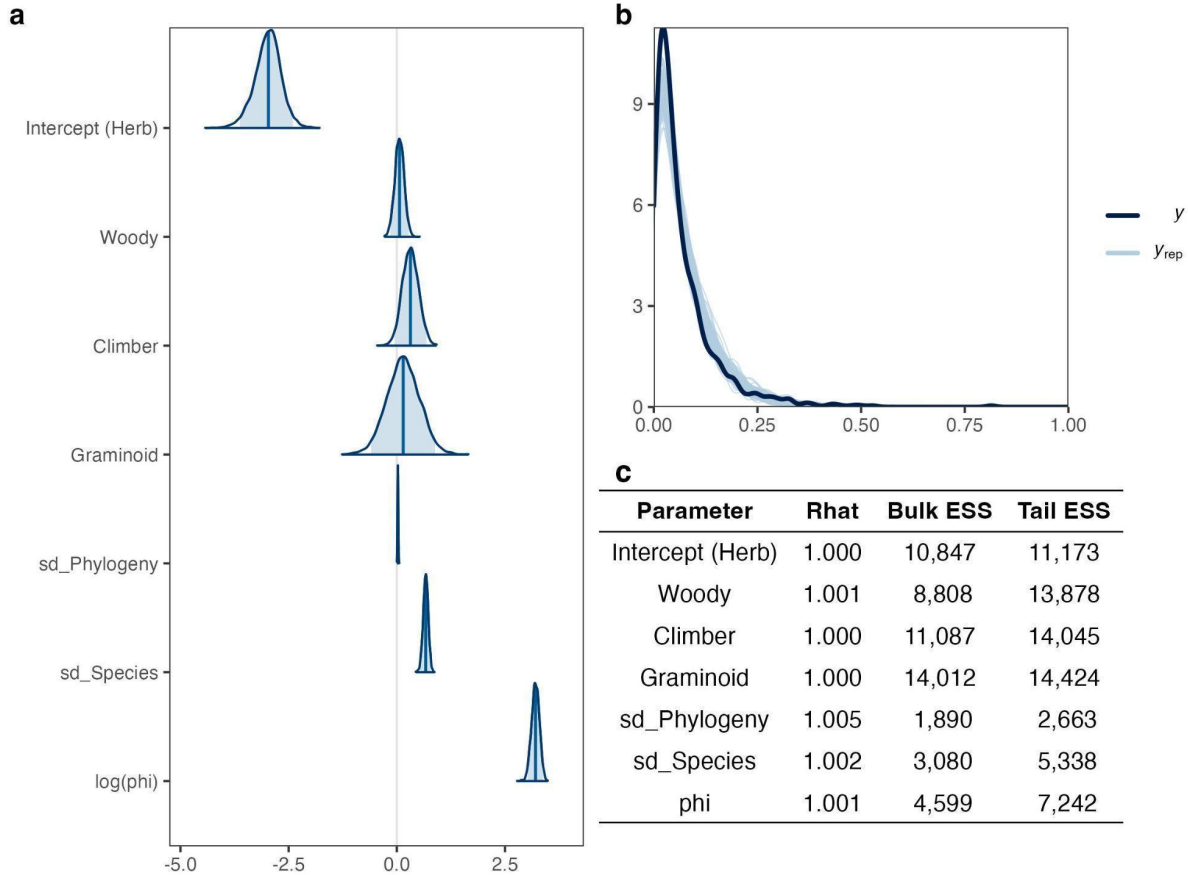 a
Intercept (Herb)
Woody
Climber
Graminoid
sd_Phylogeny
sd_Species
log(phi)
-5.0 -2.5 0.0 2.5
b
9
6
3
0
0.00 0.25 0.50 0.75 1.00
y
yrep
c
Parameter Rhat Bulk ESS Tail ESS
Intercept (Herb) 1.000 10,847 11,173
Woody 1.001 8,808 13,878
Climber 1.000 11,087 14,045
Graminoid 1.000 14,012 14,424
sd_Phylogeny 1.005 1,890 2,663
sd_Species 1.002 3,080 5,338
phi 1.001 4,599 7,242